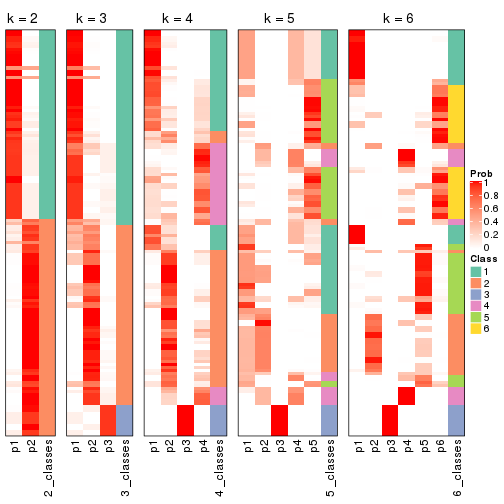 k = 2
k = 3
k = 4
k = 5
k = 6
Prob
1
0.8
0.6
0.4
0.2
0
Class
1
2
3
4
5
6
p1
p2
2_classes
p1
p2
p3
3_classes
p1
p2
p3
p4
4_classes
p1
p2
p3
p4
p5
5_classes
p1
p2
p3
p4
p5
p6
6_classes